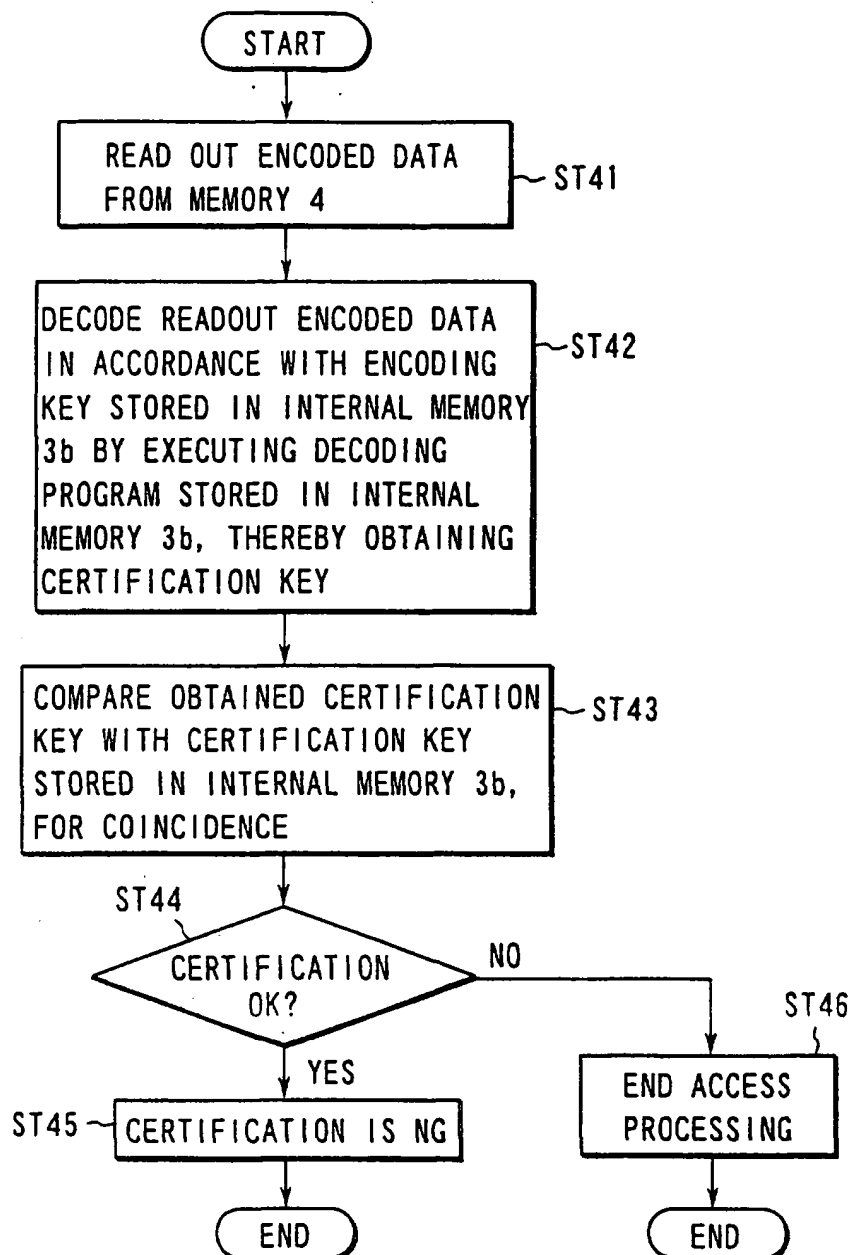 START
READ OUT ENCODED DATA
FROM MEMORY 4
ST41
DECODE READOUT ENCODED DATA
IN ACCORDANCE WITH ENCODING
KEY STORED IN INTERNAL MEMORY
3b BY EXECUTING DECODING
PROGRAM STORED IN INTERNAL
MEMORY 3b, THEREBY OBTAINING
CERTIFICATION KEY
ST42
COMPARE OBTAINED CERTIFICATION
KEY WITH CERTIFICATION KEY
STORED IN INTERNAL MEMORY 3b,
FOR COINCIDENCE
ST43
ST44
CERTIFICATION
OK?
NO
YES
ST45
CERTIFICATION IS NG
END
ST46
END ACCESS
PROCESSING
END